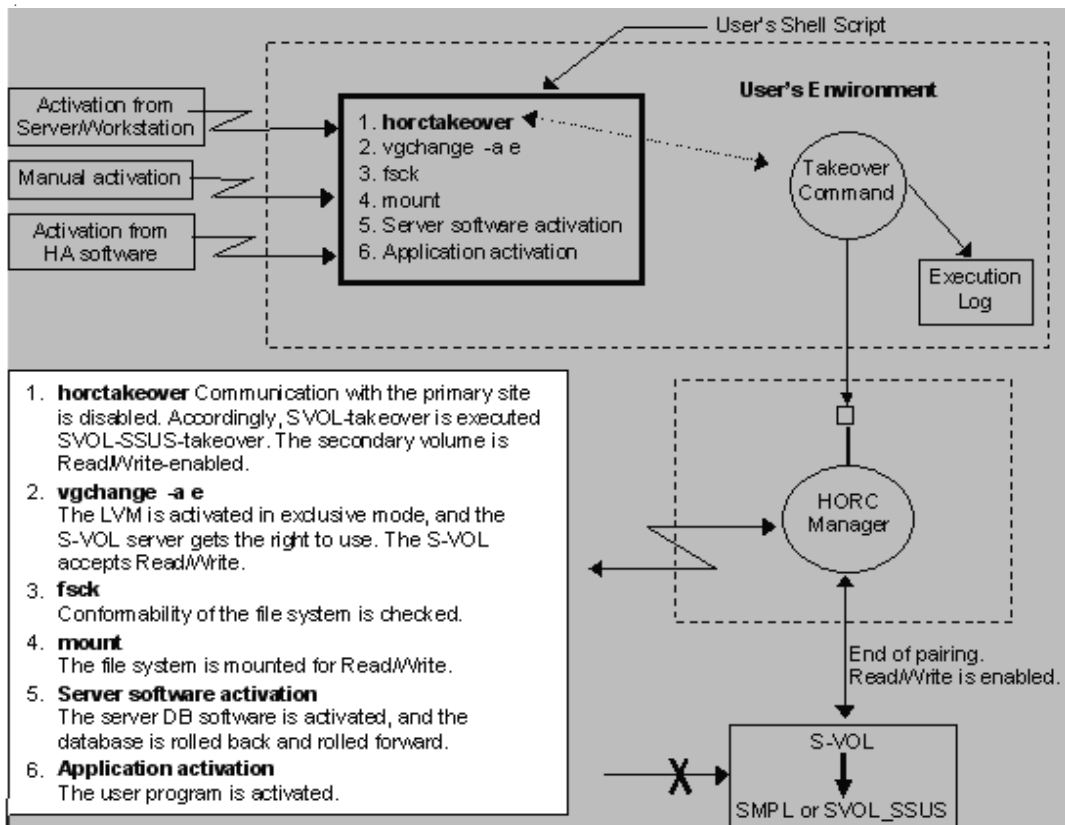 User's Shell Script
User's Environment
Activation from
Server/Workstation
Manual activation
Activation from
HA software
1. horctakeover
2. vgchange -a e
3. fsck
4. mount
5. Server software activation
6. Application activation
Takeover
Command
Execution
Log
1. horctakeover Communication with the primary site
is disabled. Accordingly, SVOL-takeover is executed
SVOL-SSUS-takeover. The secondary volume is
Read/Write-enabled.
2. vgchange -a e
The LVM is activated in exclusive mode, and the
S-VOL server gets the right to use. The S-VOL
accepts Read/Write.
3. fsck
Conformability of the file system is checked.
4. mount
The file system is mounted for Read/Write.
5. Server software activation
The server DB software is activated, and the
database is rolled back and rolled forward.
6. Application activation
The user program is activated.
HORC
Manager
End of pairing.
Read/Write is enabled.
X
S-VOL
SMPL or SVOL_SSUS